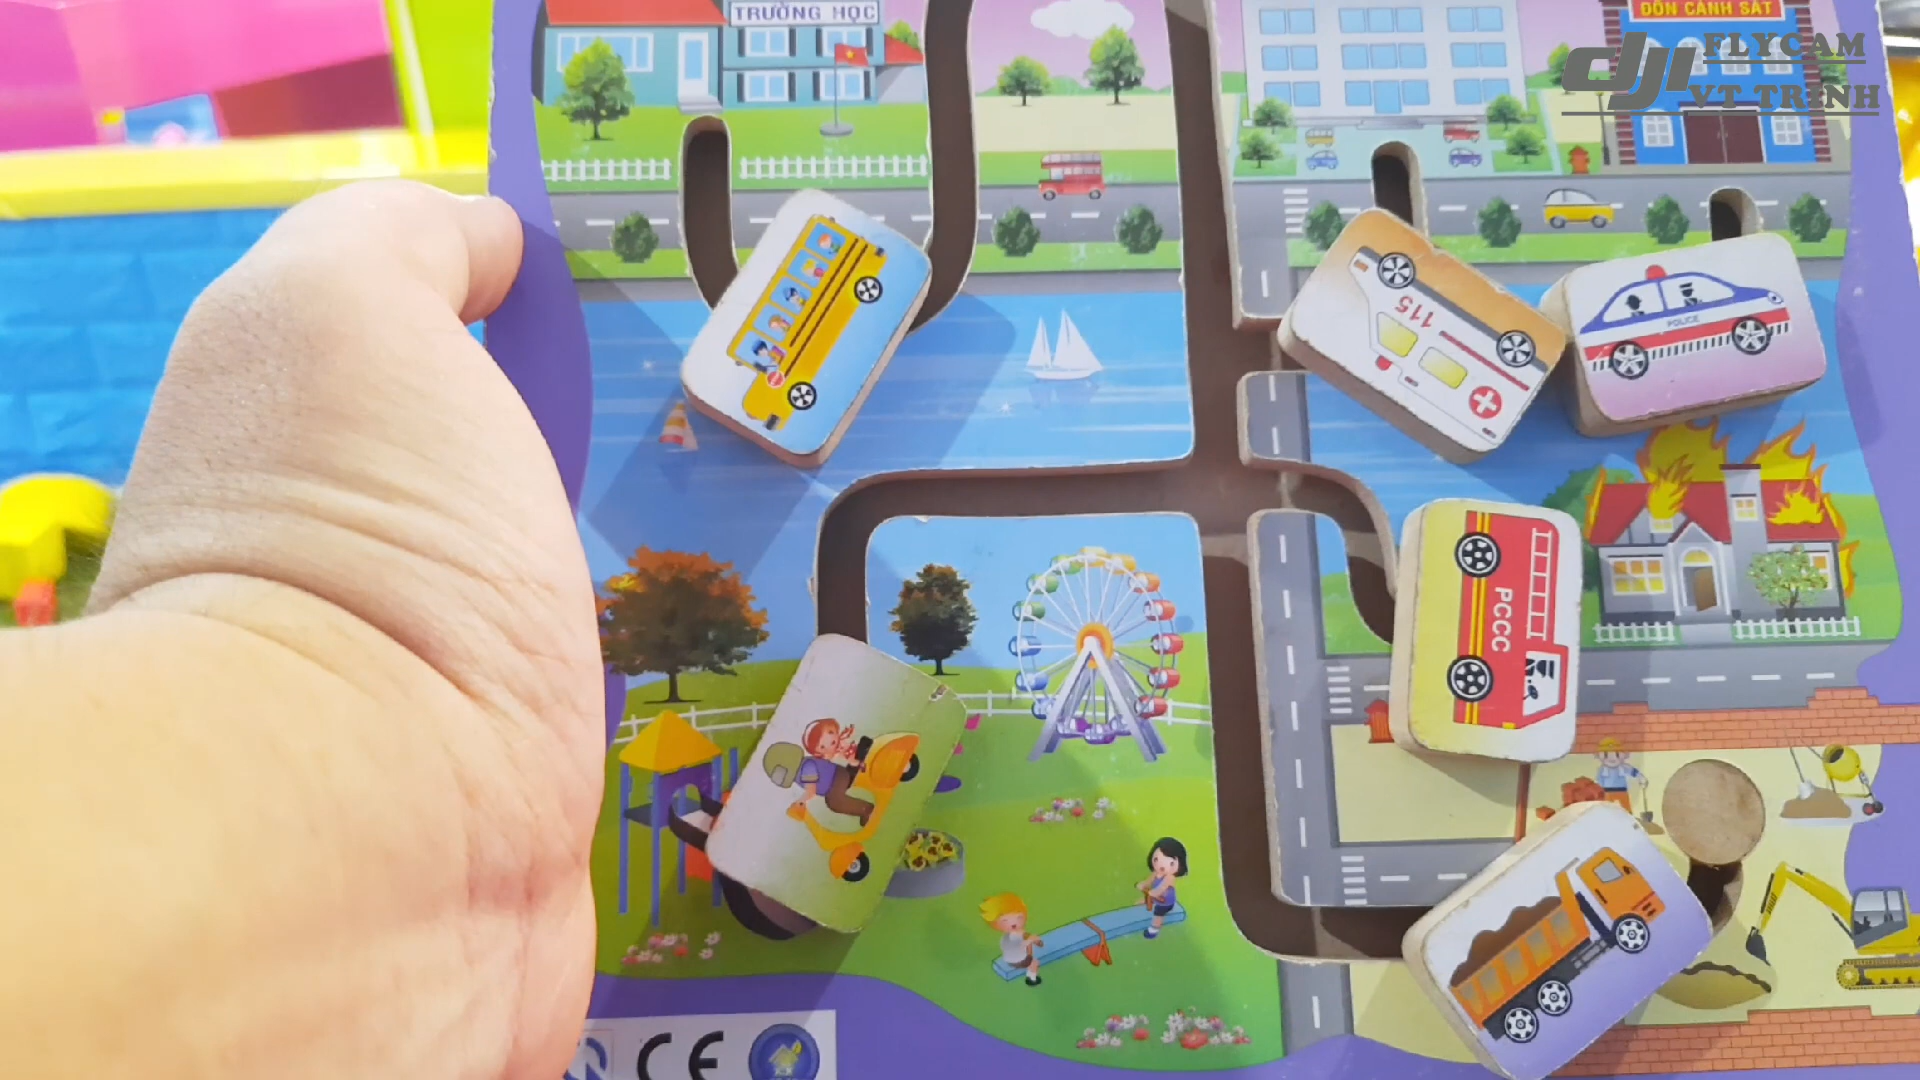 TRƯỜNG HỌC
ĐỒN CẢNH SÁT
dji FLYCAM
VT TRINH
115
POLICE
PCCC
CE